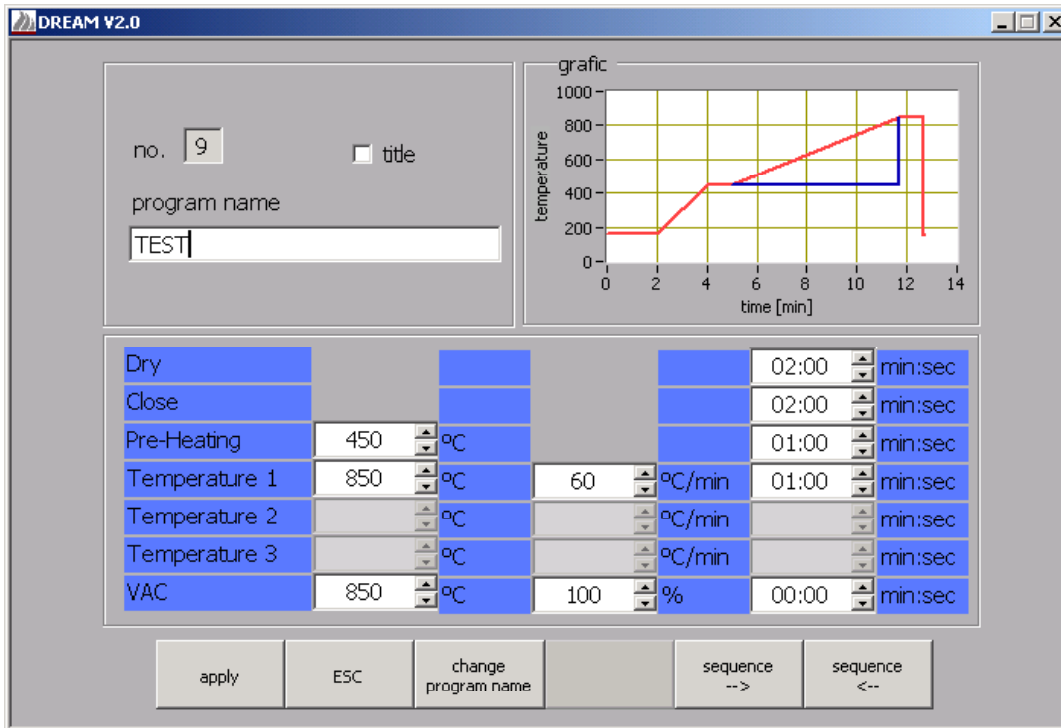 DREAM V2.0
no. 9
title
program name
TEST
grafic
temperature
1000
800
600
400
200
0
0 2 4 6 8 10 12 14
time [min]
Dry 02:00 min:sec
Close 02:00 min:sec
Pre-Heating 450 ºC 01:00 min:sec
Temperature 1 850 ºC 60 ºC/min 01:00 min:sec
Temperature 2 ºC ºC/min min:sec
Temperature 3 ºC ºC/min min:sec
VAC 850 ºC 100 % 00:00 min:sec
apply
ESC
change
program name
sequence
-->
sequence
<--